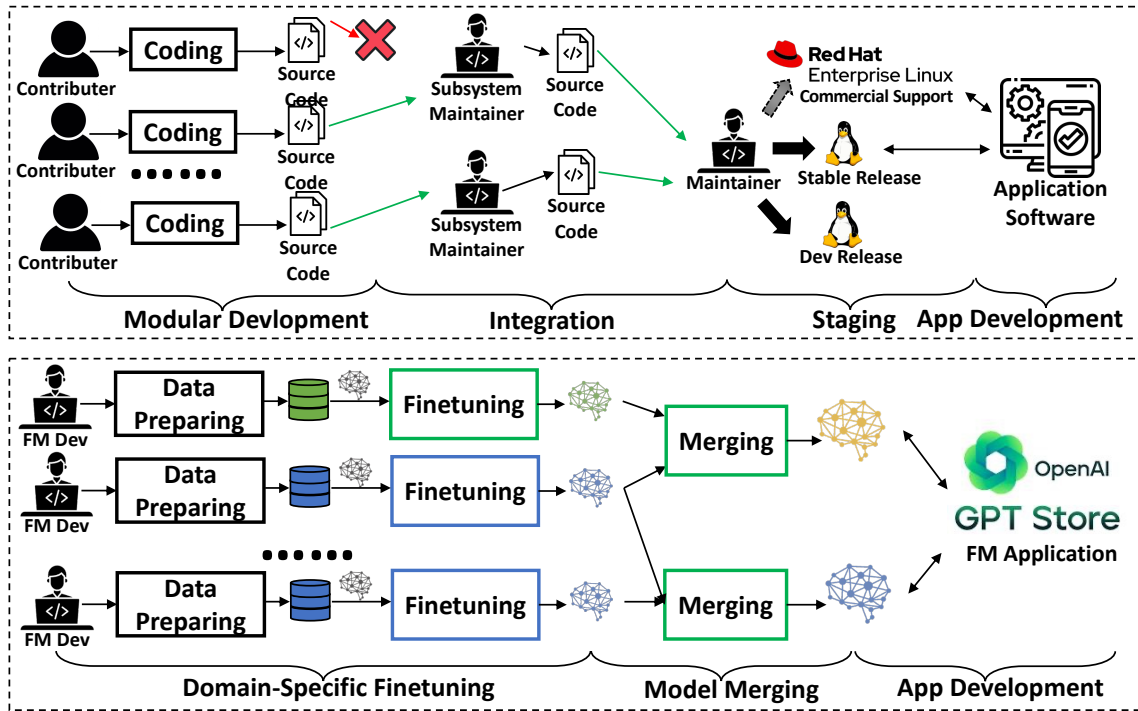 Coding
</>
Source
Code
Contributer
</>
Subsystem
Maintainer
</>
Source
Code
Red Hat
Enterprise Linux
Commercial Support
Coding
</>
Source
Code
Contributer
</>
Maintainer
Stable Release
Application
Software
Coding
</>
Source
Code
Contributer
</>
Subsystem
Maintainer
</>
Source
Code
Dev Release
Modular Devlopment
Integration
Staging
App Development
</>
FM Dev
Data
Preparing
Finetuning
Merging
</>
FM Dev
Data
Preparing
Finetuning
OpenAI
GPT Store
FM Application
</>
FM Dev
Data
Preparing
Finetuning
Merging
Domain-Specific Finetuning
Model Merging
App Development